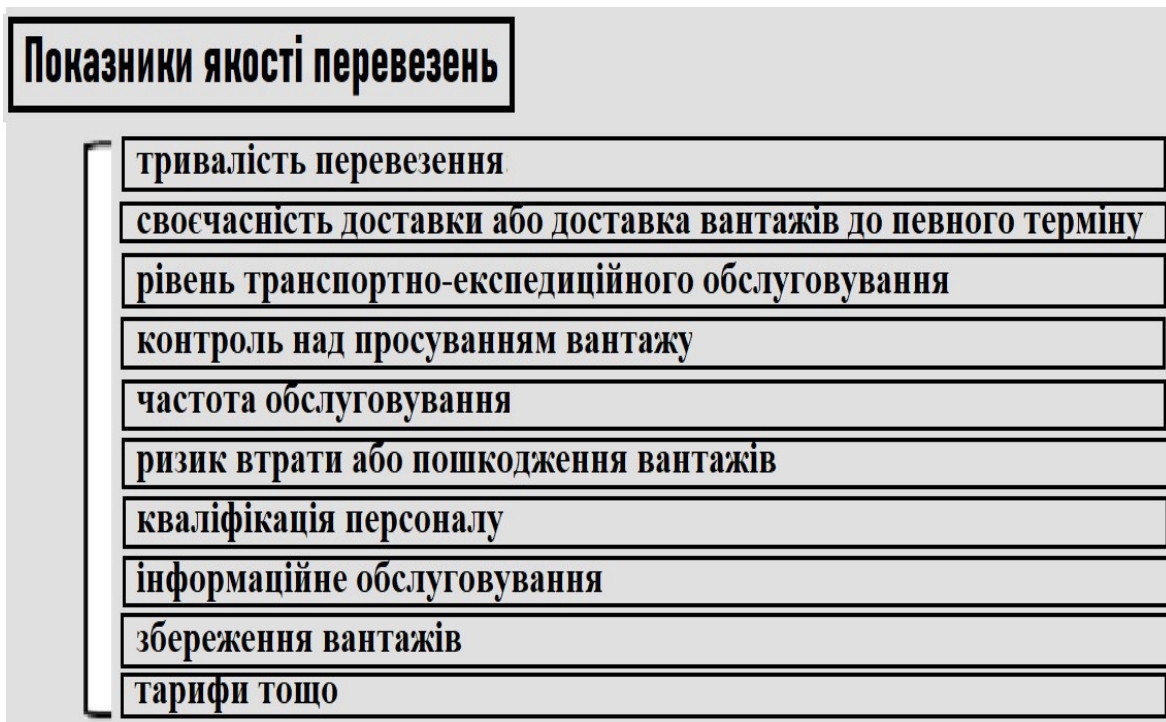 Показники якості перевезень
тривалість перевезення
своєчасність доставки або доставка вантажів до певного терміну
рівень транспортно-експедиційного обслуговування
контроль над просуванням вантажу
частота обслуговування
ризик втрати або пошкодження вантажів
кваліфікація персоналу
інформаційне обслуговування
збереження вантажів
тарифи тощо